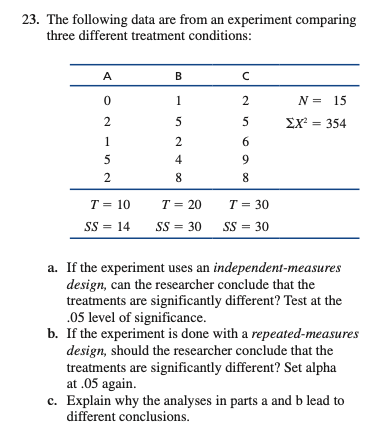 23. The following data are from an experiment comparing
three different treatment conditions:
A B C
0 1 2 N = 15
2 5 5 ΣX² = 354
1 2 6
5 4 9
2 8 8
T = 10 T = 20 T = 30
SS = 14 SS = 30 SS = 30
a. If the experiment uses an independent-measures
design, can the researcher conclude that the
treatments are significantly different? Test at the
.05 level of significance.
b. If the experiment is done with a repeated-measures
design, should the researcher conclude that the
treatments are significantly different? Set alpha
at .05 again.
c. Explain why the analyses in parts a and b lead to
different conclusions.